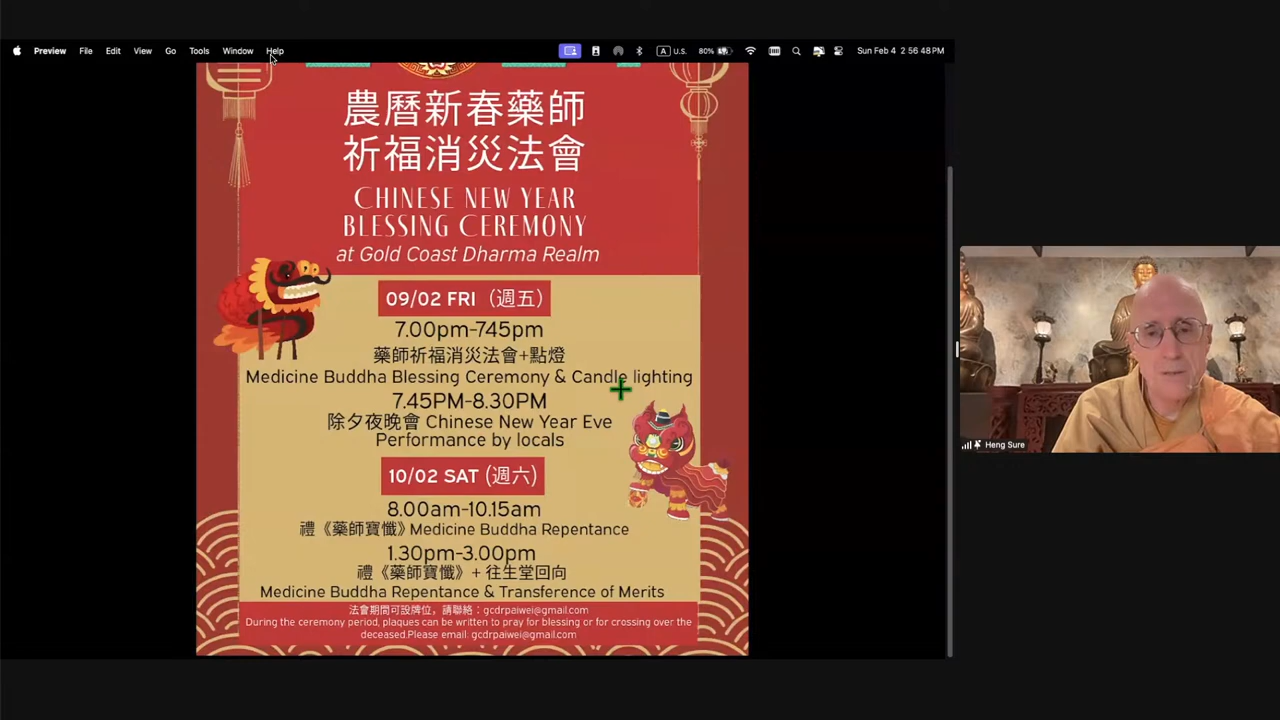 Preview File Edit View Go Tools Window Help
A U.S. 80% Sun Feb 4 2 56 48 PM
農曆新春藥師
祈福消災法會
CHINESE NEW YEAR
BLESSING CEREMONY
at Gold Coast Dharma Realm
09/02 FRI（週五）
7.00pm-745pm
藥師祈福消災法會+點燈
Medicine Buddha Blessing Ceremony & Candle lighting
7.45PM-8.30PM
除夕夜晚會 Chinese New Year Eve
Performance by locals
10/02 SAT (週六）
8.00am-10.15am
禮《藥師寶懺》Medicine Buddha Repentance
1.30pm-3.00pm
禮《藥師寶懺》+ 往生堂回向
Medicine Buddha Repentance & Transference of Merits
法會期間可設牌位，請聯絡：gcdrpaiwei@gmail.com
During the ceremony period, plaques can be written to pray for blessing or for crossing over the
deceased.Please email: gcdrpaiwei@gmail.com
Heng Sure